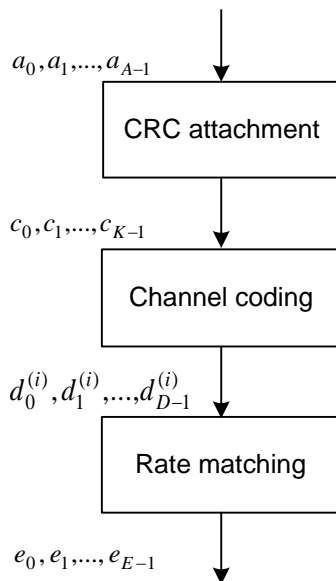 a_0, a_1, ..., a_{A-1}
CRC attachment
c_0, c_1, ..., c_{K-1}
Channel coding
d_0^{(i)}, d_1^{(i)}, ..., d_{D-1}^{(i)}
Rate matching
e_0, e_1, ..., e_{E-1}